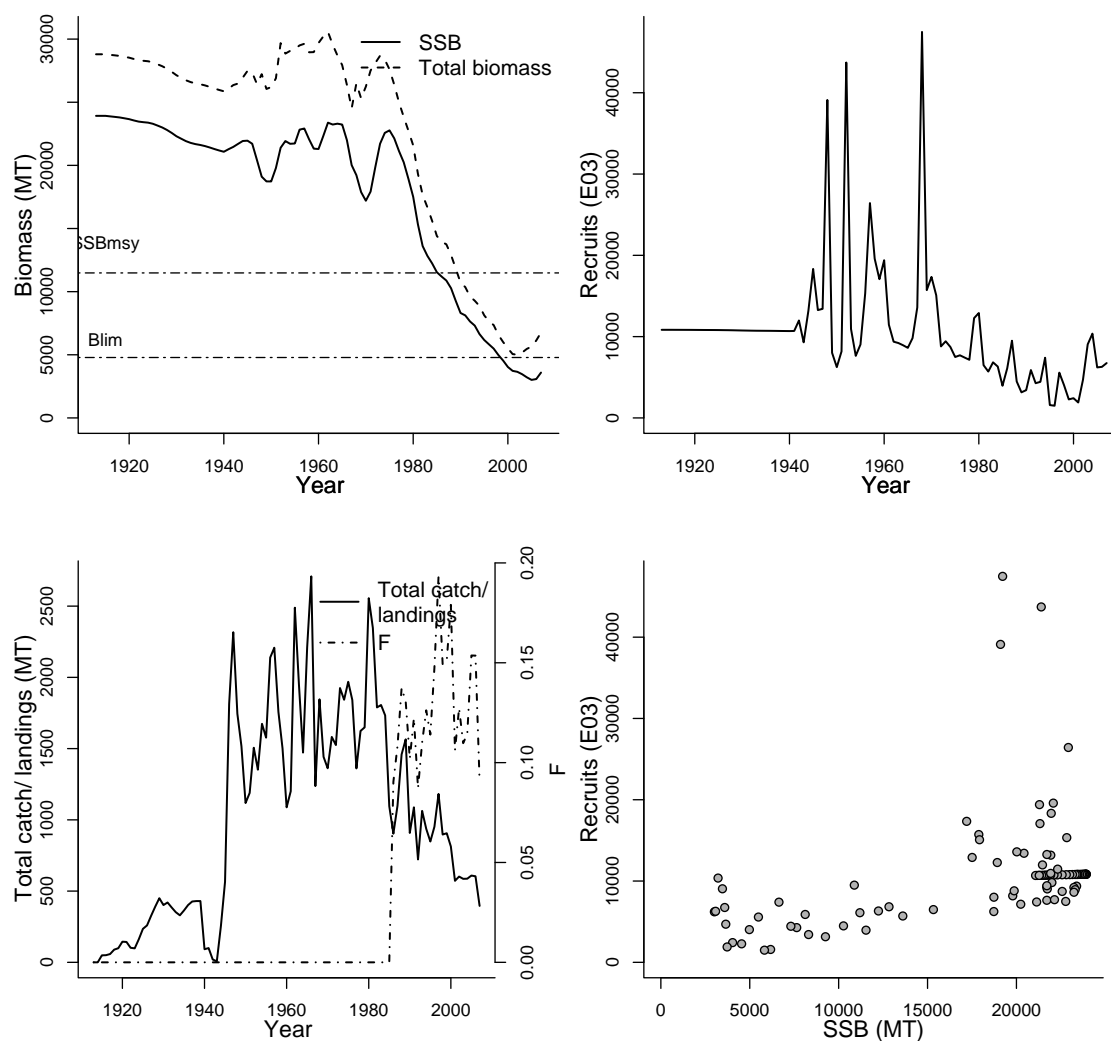 SSB
Total biomass
SSBmsy
Blim
0
5000
10000
20000
30000
Biomass (MT)
1920
1940
1960
1980
2000
Year
0
10000
20000
30000
40000
Recruits (E03)
1920
1940
1960
1980
2000
Year
Total catch/
landings
F
0
500
1000
1500
2000
2500
Total catch/ landings (MT)
0.00
0.05
0.10
0.15
0.20
F
1920
1940
1960
1980
2000
Year
0
10000
20000
30000
40000
Recruits (E03)
0
5000
10000
15000
20000
SSB (MT)